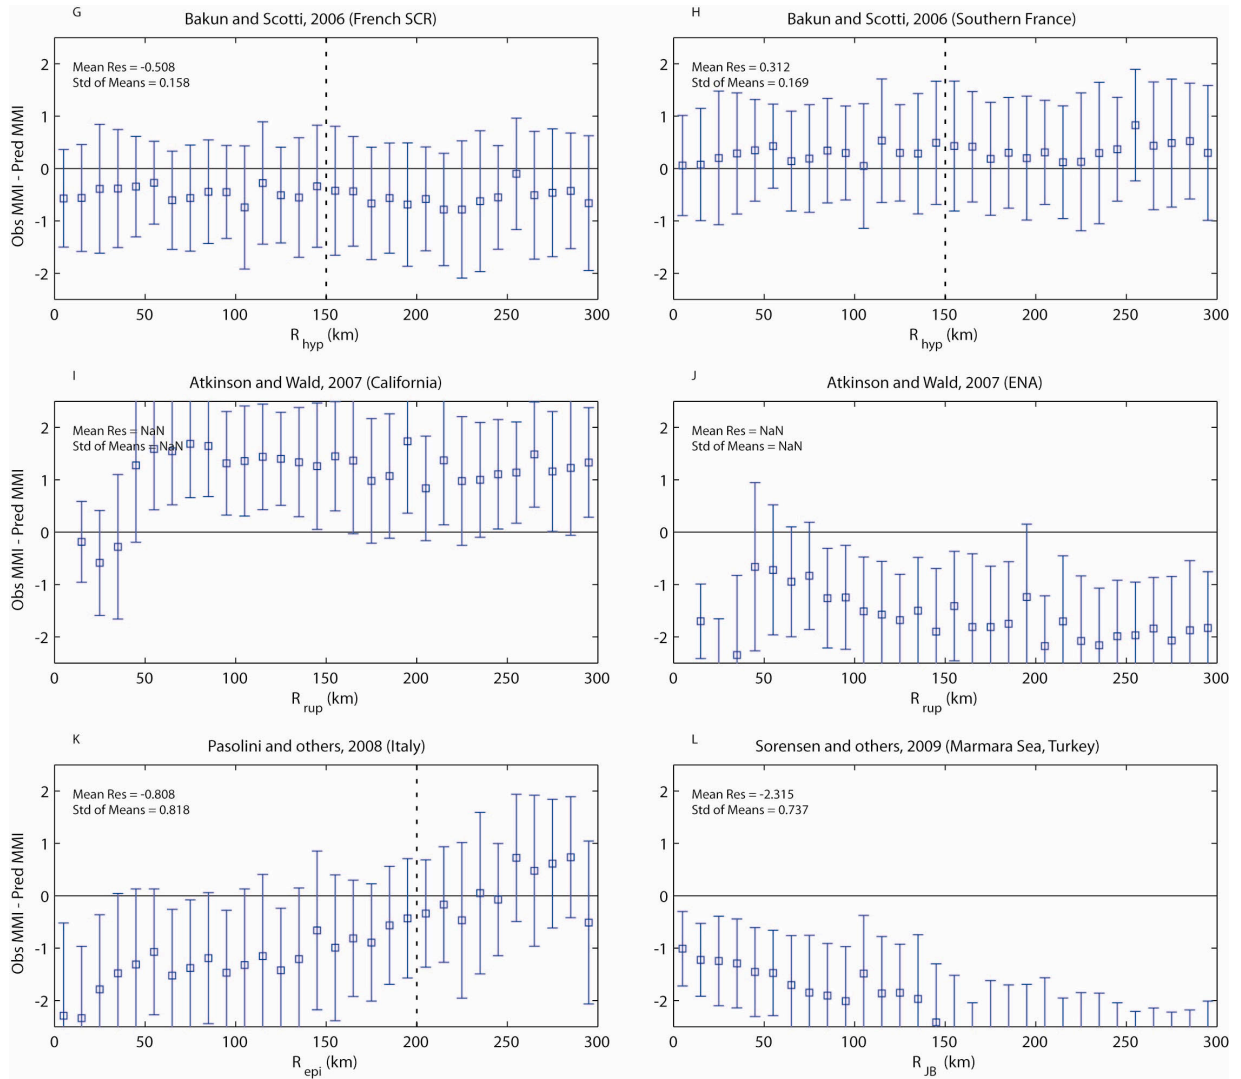 G
Bakun and Scotti, 2006 (French SCR)
Mean Res = -0.508
Std of Means = 0.158
Obs MMI - Pred MMI
2
1
0
-1
-2
0
50
100
150
200
250
300
R hyp (km)
H
Bakun and Scotti, 2006 (Southern France)
Mean Res = 0.312
Std of Means = 0.169
2
1
0
-1
-2
0
50
100
150
200
250
300
R hyp (km)
I
Atkinson and Wald, 2007 (California)
Mean Res = NaN
Std of Means = NaN
Obs MMI - Pred MMI
2
1
0
-1
-2
0
50
100
150
200
250
300
R rup (km)
J
Atkinson and Wald, 2007 (ENA)
Mean Res = NaN
Std of Means = NaN
2
1
0
-1
-2
0
50
100
150
200
250
300
R rup (km)
K
Pasolini and others, 2008 (Italy)
Mean Res = -0.808
Std of Means = 0.818
Obs MMI - Pred MMI
2
1
0
-1
-2
0
50
100
150
200
250
300
R epi (km)
L
Sorensen and others, 2009 (Marmara Sea, Turkey)
Mean Res = -2.315
Std of Means = 0.737
2
1
0
-1
-2
0
50
100
150
200
250
300
R JB (km)